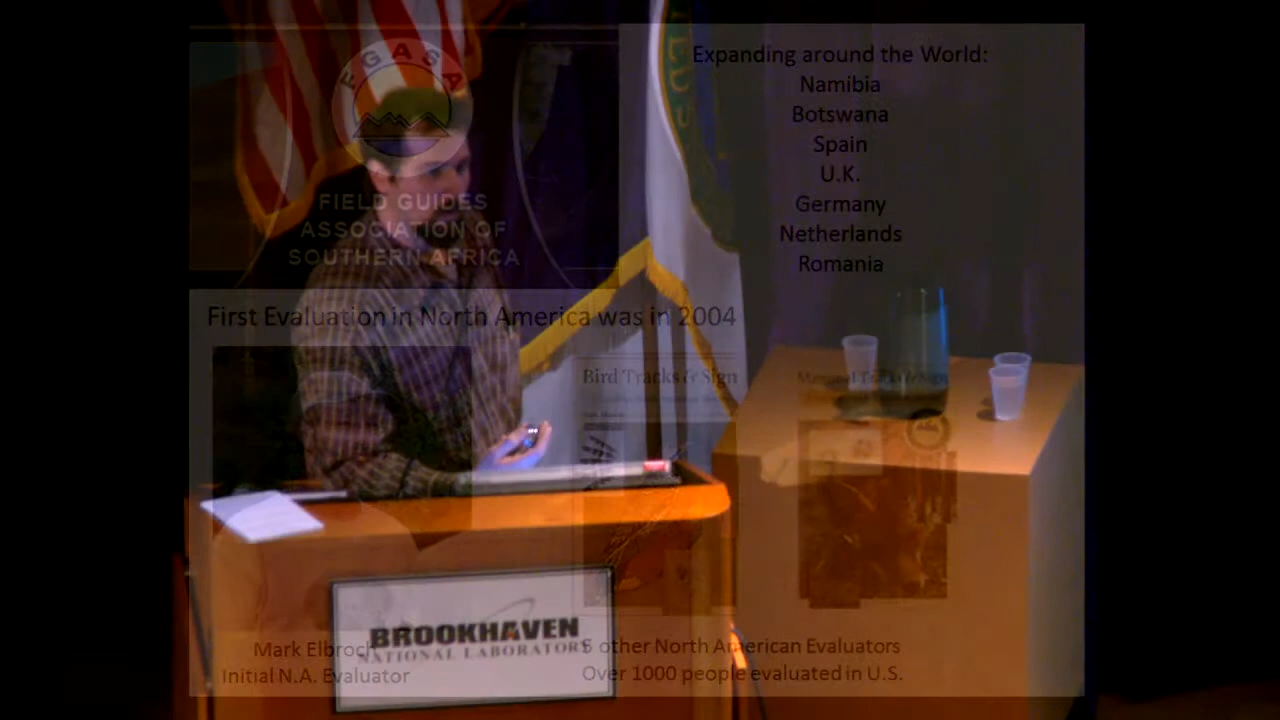 FGASA
FIELD GUIDES
ASSOCIATION OF
SOUTHERN AFRICA
Expanding around the World:
Namibia
Botswana
Spain
U.K.
Germany
Netherlands
Romania
First Evaluation in North America was in 2004
Bird Tracks & Sign
Mark Elbroch
Initial N.A. Evaluator
BROOKHAVEN
NATIONAL LABORATORY
5 other North American Evaluators
Over 1000 people evaluated in U.S.